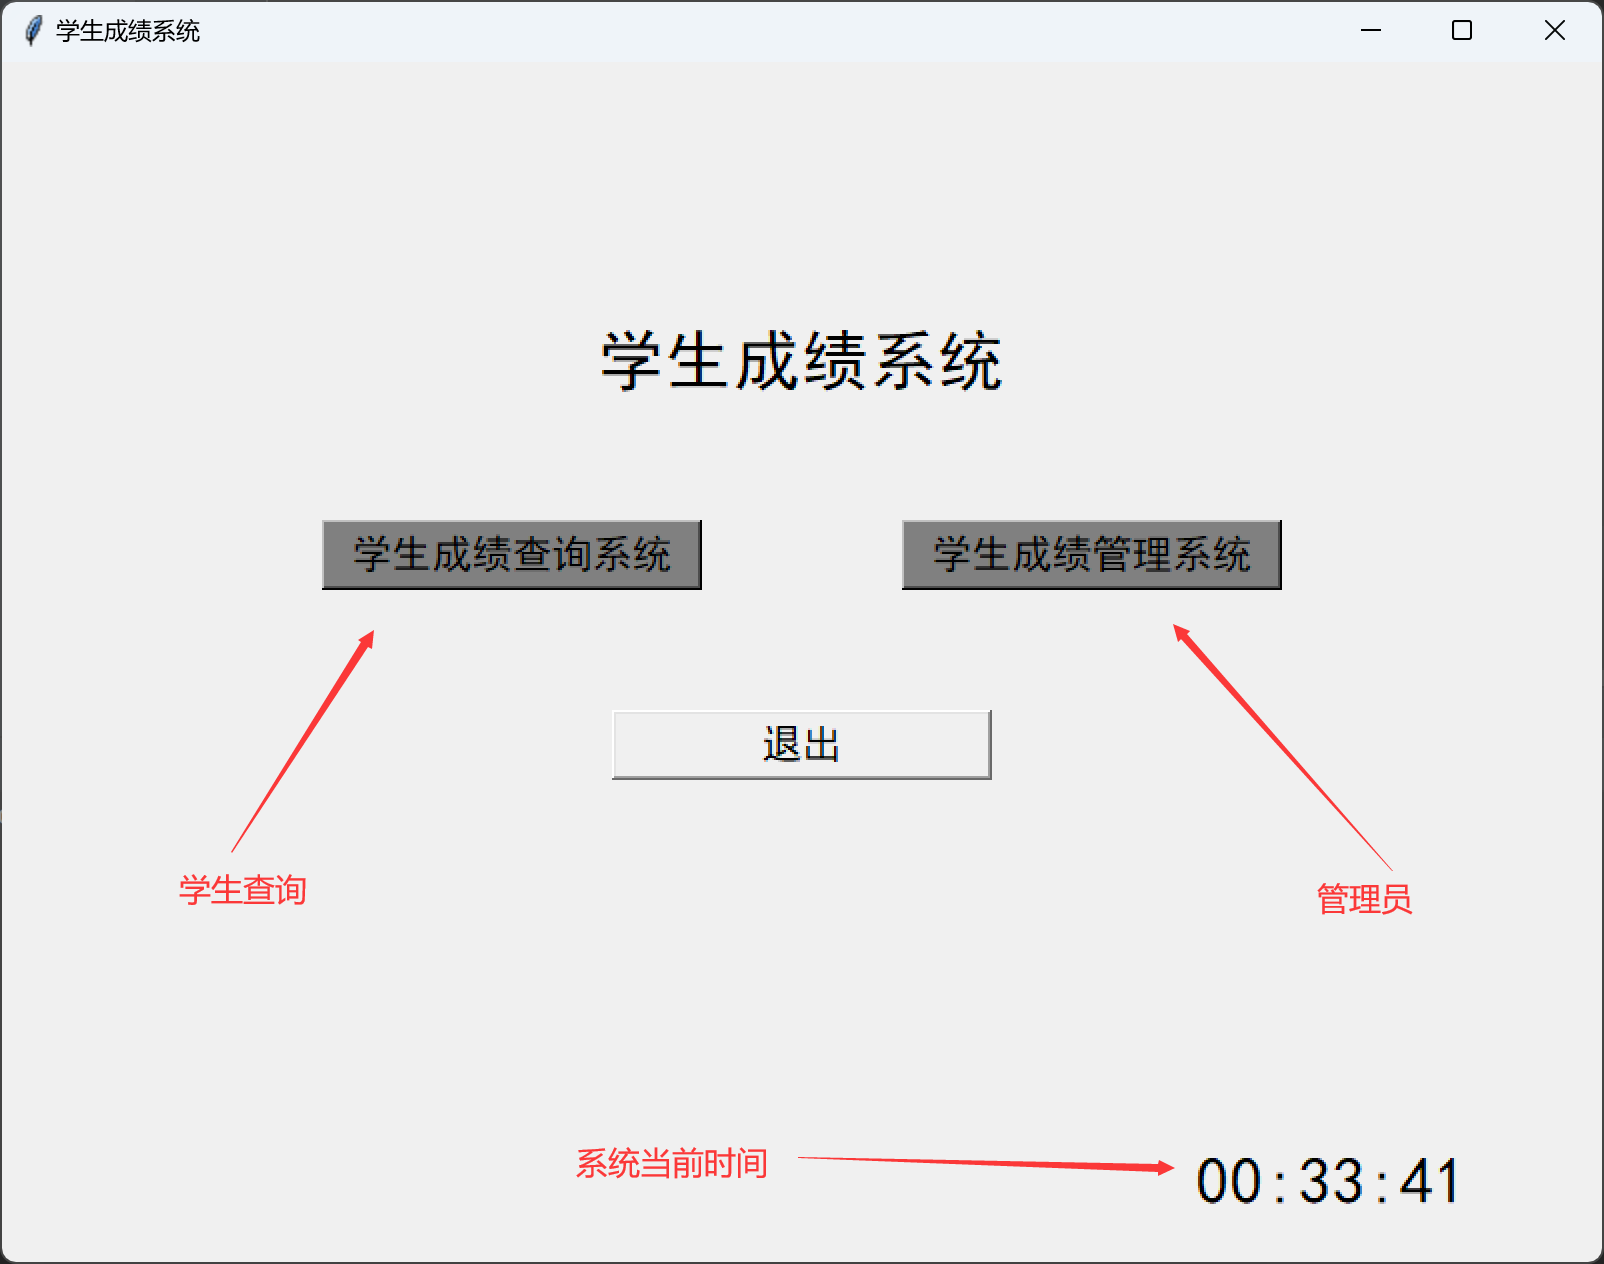 学生成绩系统
学生成绩系统
学生成绩查询系统
学生成绩管理系统
退出
学生查询
管理员
系统当前时间
00:33:41